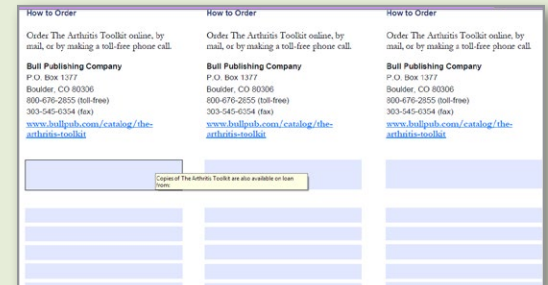 How to Order
Order The Arthritis Toolkit online, by
mail, or by making a toll-free phone call.
Bull Publishing Company
P.O. Box 1377
Boulder, CO 80306
800-676-2855 (toll-free)
303-545-6354 (fax)
www.bullpub.com/catalog/the-
arthritis-toolkit
How to Order
Order The Arthritis Toolkit online, by
mail, or by making a toll-free phone call.
Bull Publishing Company
P.O. Box 1377
Boulder, CO 80306
800-676-2855 (toll-free)
303-545-6354 (fax)
www.bullpub.com/catalog/the-
arthritis-toolkit
How to Order
Order The Arthritis Toolkit online, by
mail, or by making a toll-free phone call.
Bull Publishing Company
P.O. Box 1377
Boulder, CO 80306
800-676-2855 (toll-free)
303-545-6354 (fax)
www.bullpub.com/catalog/the-
arthritis-toolkit
Copies of The Arthritis Toolkit are also available on loan
from: